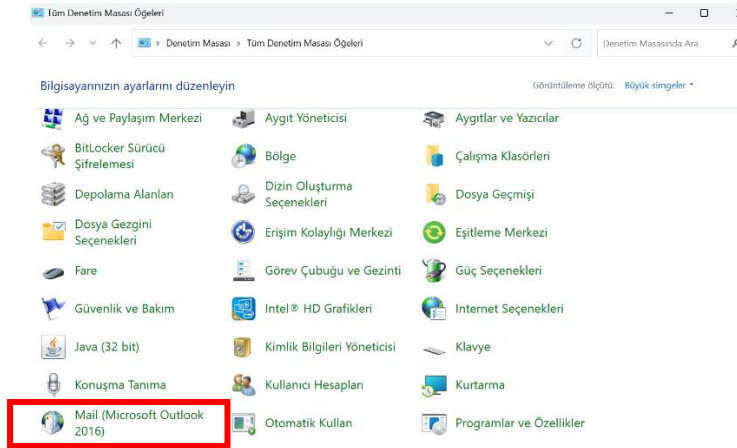 Tüm Denetim Masası Öğeleri
Denetim Masası › Tüm Denetim Masası Öğeleri
Denetim Masasında Ara
Bilgisayarınızın ayarlarını düzenleyin
Görüntüleme ölçütü: Büyük simgeler
Ağ ve Paylaşım Merkezi
Aygıt Yöneticisi
Aygıtlar ve Yazıcılar
BitLocker Sürücü
Şifrelemesi
Bölge
Çalışma Klasörleri
Depolama Alanları
Dizin Oluşturma
Seçenekleri
Dosya Geçmişi
Dosya Gezgini
Seçenekleri
Erişim Kolaylığı Merkezi
Eşitleme Merkezi
Fare
Görev Çubuğu ve Gezinti
Güç Seçenekleri
Güvenlik ve Bakım
Intel® HD Grafikleri
Internet Seçenekleri
Java (32 bit)
Kimlik Bilgileri Yöneticisi
Klavye
Konuşma Tanıma
Kullanıcı Hesapları
Kurtarma
Mail (Microsoft Outlook
2016)
Otomatik Kullan
Programlar ve Özellikler